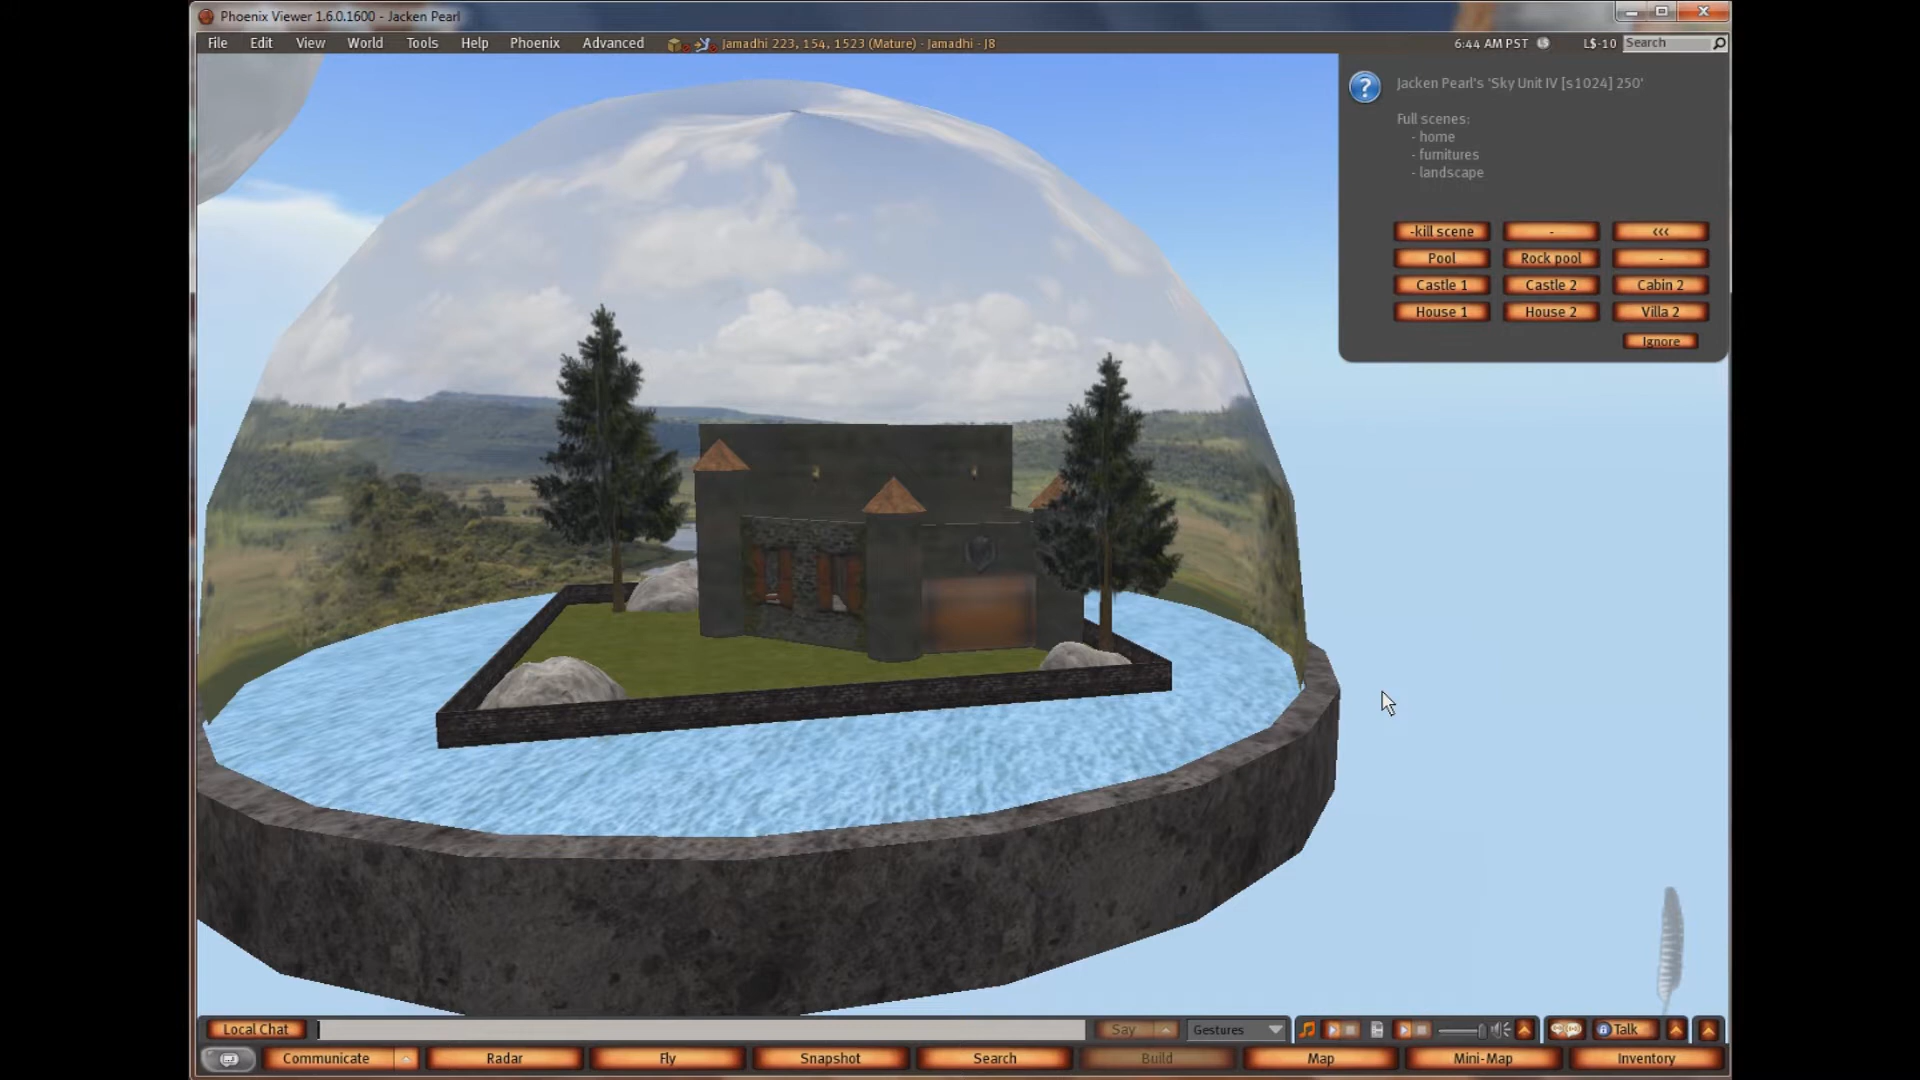 Phoenix Viewer 1.6.0.1600 - Jacken Pearl
File Edit View World Tools Help Phoenix Advanced Jamadhi 223, 154, 1523 (Mature) - Jamadhi - J8 6:44 AM PST L$-10 Search
Jacken Pearl's 'Sky Unit IV [s1024] 250'
Full scenes:
- home
- furnitures
- landscape
-kill scene - <<<
Pool Rock pool -
Castle 1 Castle 2 Cabin 2
House 1 House 2 Villa 2
Ignore
Local Chat Say Gestures Talk
Communicate Radar Fly Snapshot Search Build Map Mini-Map Inventory